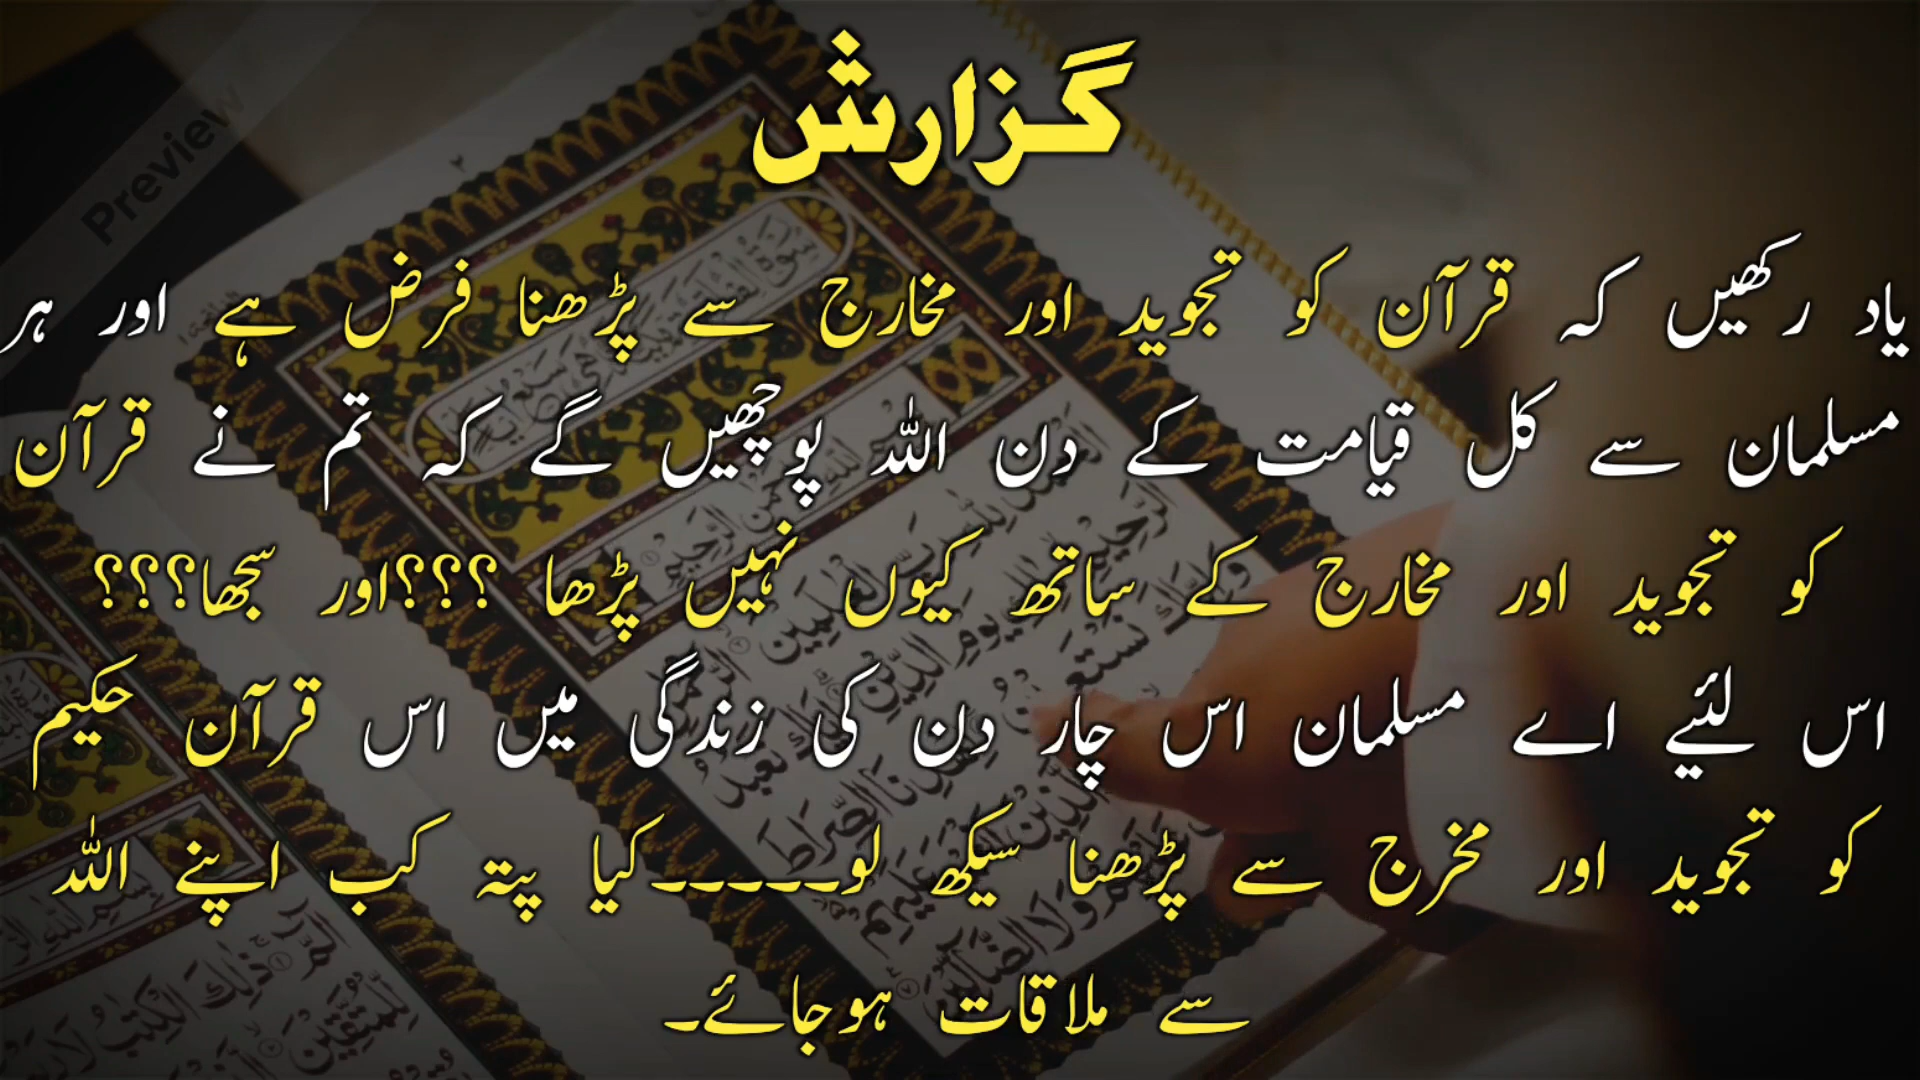 گزارش
یاد رکھیں کہ قرآن کو تجوید اور مخارج سے پڑھنا فرض ہے اور ہر
مسلمان سے کل قیامت کے دن اللہ پوچھیں گے کہ تم نے قرآن
کو تجوید اور مخارج کے ساتھ کیوں نہیں پڑھا ؟؟؟اور سجھا؟؟؟
اس لئیے اے مسلمان اس چار دن کی زندگی میں اس قرآن حکیم
کو تجوید اور مخرج سے پڑھنا سیکھ لو۔۔۔۔۔کیا پتہ کب اپنے اللہ
سے ملاقات ہوجائے۔
Preview